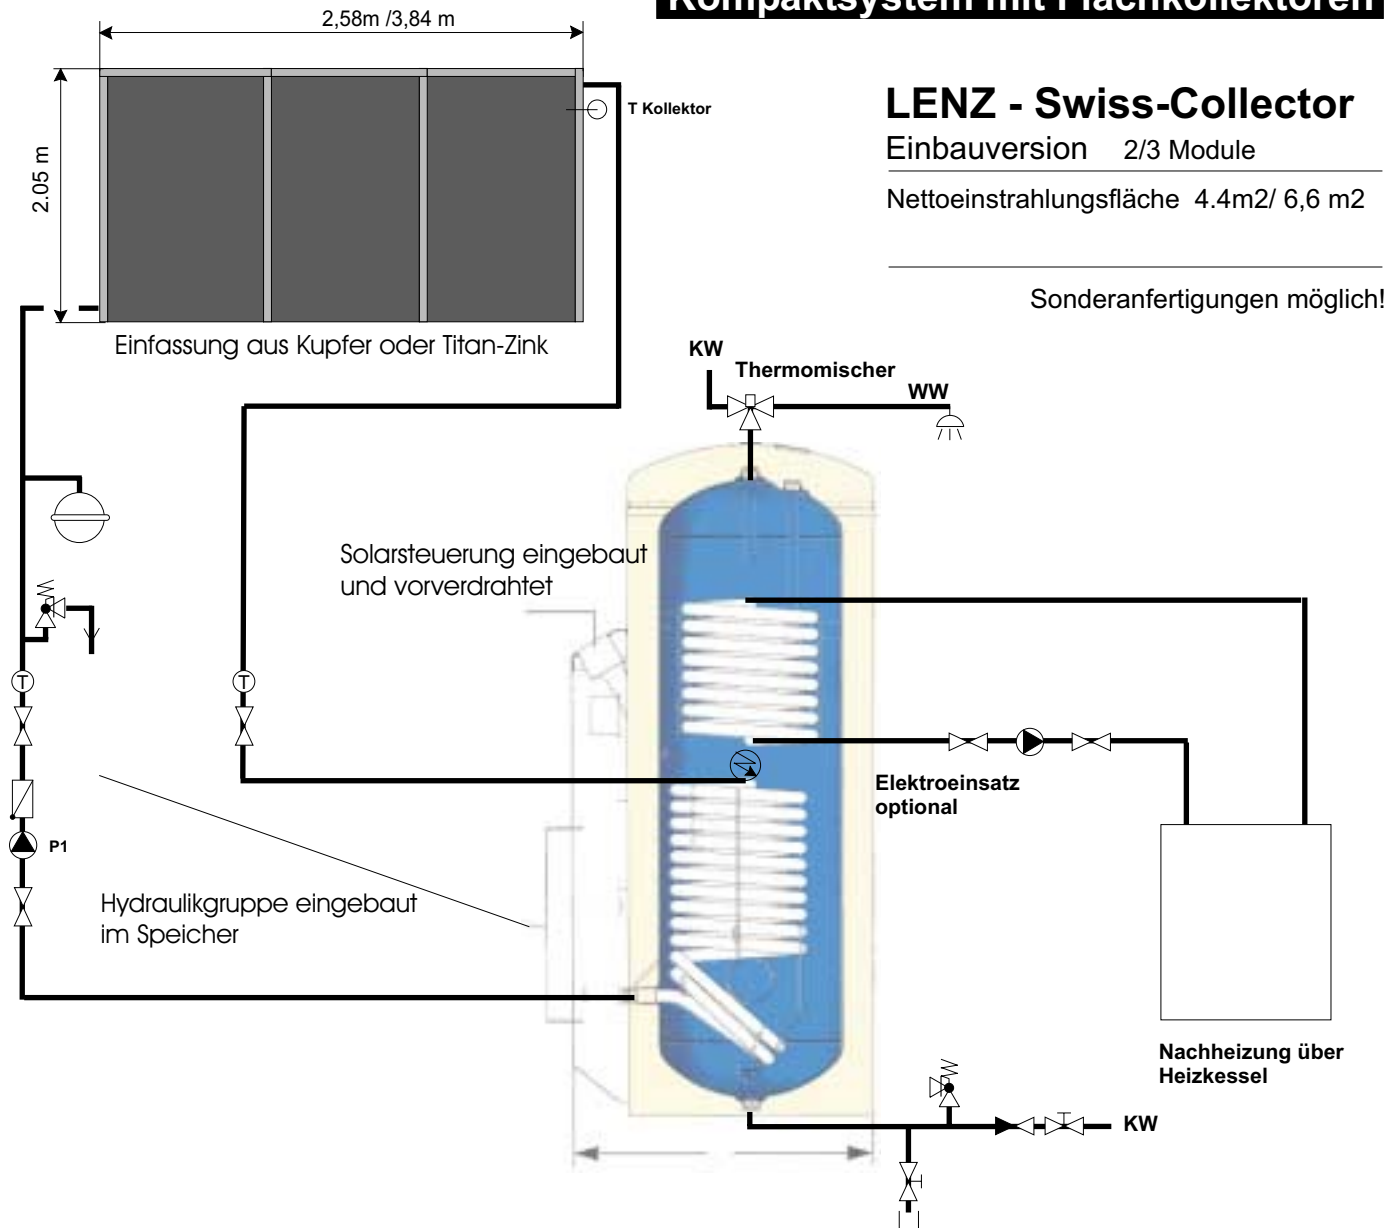 Kompaktsystem mit Flachkollektoren
2,58m /3,84 m
2.05 m
T Kollektor
LENZ - Swiss-Collector
Einbauversion 2/3 Module
Nettoeinstrahlungsfläche 4.4m2/ 6,6 m2
Sonderanfertigungen möglich!
Einfassung aus Kupfer oder Titan-Zink
KW
Thermomischer
WW
Solarsteuerung eingebaut
und vorverdrahtet
T
T
Elektroeinsatz
optional
P1
Hydraulikgruppe eingebaut
im Speicher
Nachheizung über
Heizkessel
KW